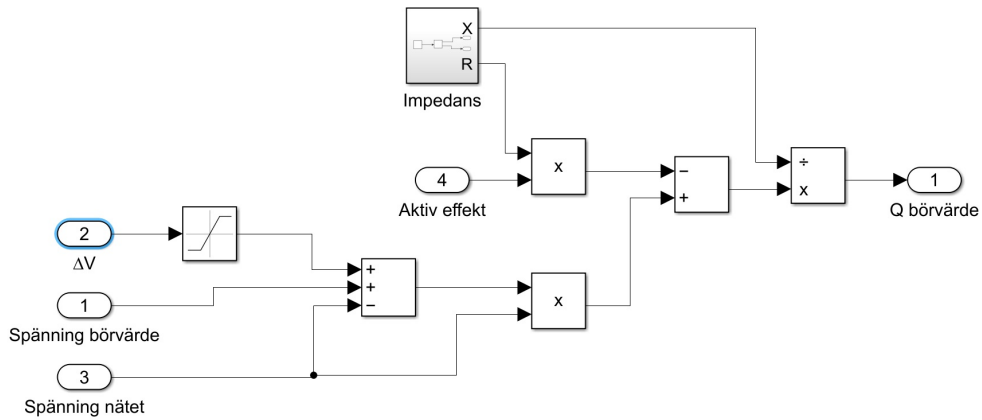 X
R
Impedans
x
4
Aktiv effekt
−
+
÷
x
1
Q börvärde
2
ΔV
+
+
−
1
Spänning börvärde
x
3
Spänning nätet